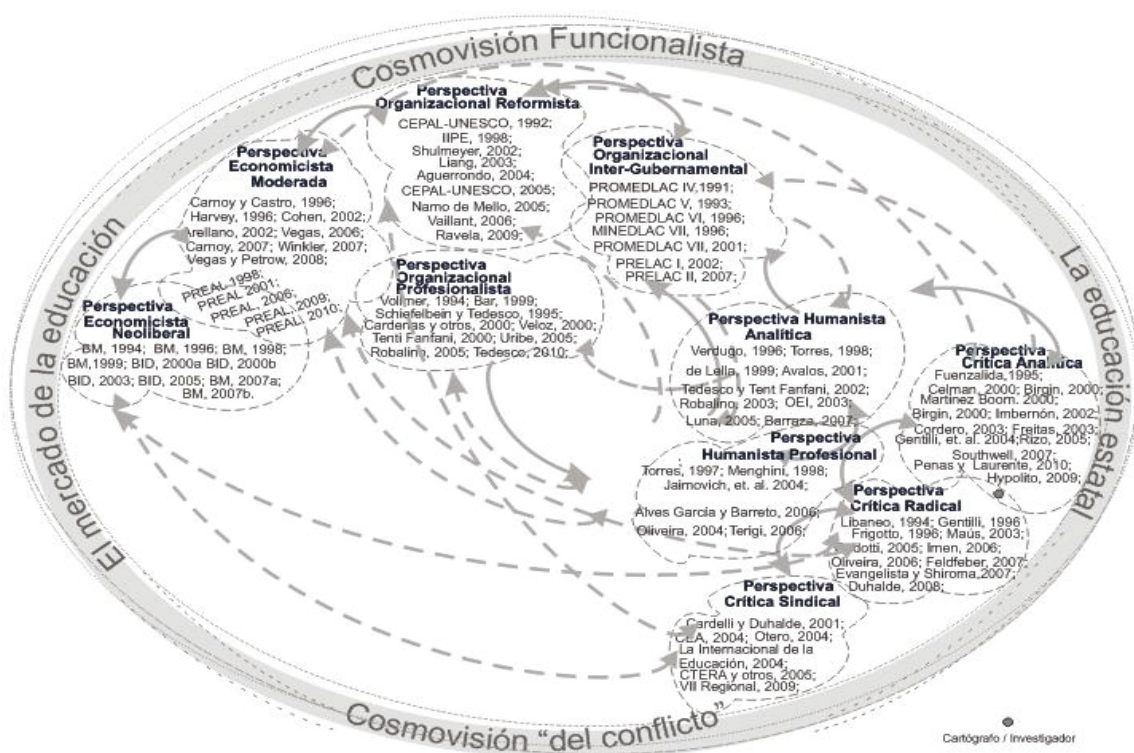 Cosmovisión Funcionalista
El mercado de la educación
La educación estatal
Cosmovisión "del conflicto"
Perspectiva
Organizacional Reformista
CEPAL-UNESCO, 1992;
IIPE, 1998;
Shulmeyer, 2002;
Liang, 2003;
Aguerrondo, 2004;
CEPAL-UNESCO, 2005;
Namo de Mello, 2005;
Vaillant, 2006;
Ravela, 2009;
Perspectiva
Economicista
Moderada
Carnoy y Castro, 1996;
Harvey, 1996; Cohen, 2002;
Arellano, 2002; Vegas, 2006;
Carnoy, 2007; Winkler, 2007;
Vegas y Petrow, 2008;
PREAL 1998;
PREAL 2001;
PREAL, 2006;
PREAL, 2009;
PREAL, 2010;
Perspectiva
Organizacional
Inter-Gubernamental
PROMEDLAC IV, 1991;
PROMEDLAC V, 1993;
PROMEDLAC VI, 1996;
MINEDLAC VII, 1996;
PROMEDLAC VII, 2001;
PRELAC I, 2002;
PRELAC II, 2007;
Perspectiva
Organizacional
Profesionalista
Vollmer, 1994; Bar, 1999;
Schiefelbein y Tedesco, 1995;
Cardenas y otros, 2000; Veloz, 2000;
Tenti Fanfani, 2000; Uribe, 2005;
Robalino, 2005; Tedesco, 2010;
Perspectiva
Economicista
Neoliberal
BM, 1994; BM, 1996; BM, 1998;
BM,1999; BID, 2000a BID, 2000b
BID, 2003; BID, 2005; BM, 2007a;
BM, 2007b.
Perspectiva Humanista
Analítica
Verdugo, 1996; Torres, 1998;
de Lella, 1999; Avalos, 2001;
Tedesco y Tent Fanfani, 2002;
Robalino, 2003; OEI, 2003;
Luna, 2005; Barraza, 2007;
Perspectiva
Crítica Analítica
Fuenzalida, 1995;
Celman, 2000; Birgin, 2000;
Martinez Boom. 2000;
Birgin, 2000; Imbernón, 2002;
Cordero, 2003; Freitas, 2003;
Gentilli, et. al. 2004;Rizo, 2005;
Southwell, 2007;
Penas y Laurente, 2010;
Hypolito, 2009;
Perspectiva
Humanista Profesional
Torres, 1997; Menghini, 1998;
Jaimovich, et. al. 2004;
Alves Garcia y Barreto, 2006;
Oliveira, 2004; Terigi, 2006;
Perspectiva
Crítica Radical
Libaneo, 1994; Gentilli, 1996
Frigotto, 1996; Maús, 2003;
2005; Imen, 2006;
Oliveira, 2006; Feldfeber, 2007;
Evangelista y Shiroma, 2007;
Duhalde, 2008;
Perspectiva
Crítica Sindical
Cardelli y Duhalde, 2001;
CEA, 2004; Otero, 2004;
La Internacional de la
Educación, 2004;
CTERA y otros, 2005;
VII Regional, 2009;
Cartógrafo / Investigador